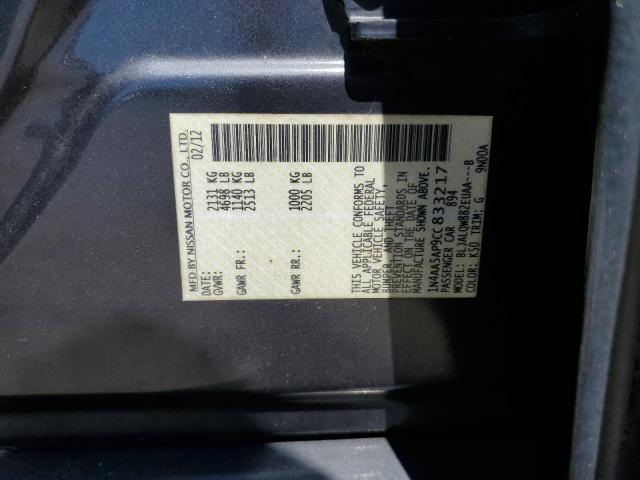 MFD BY NISSAN MOTOR CO., LTD.
DATE: 02/12
GVWR: 2131 KG
4698 LB
GAWR FR: 1140 KG
2513 LB
GAWR RR: 1000 KG
2205 LB
THIS VEHICLE CONFORMS TO
ALL APPLICABLE FEDERAL
MOTOR VEHICLE SAFETY,
BUMPER, AND THEFT
PREVENTION STANDARDS IN
EFFECT ON THE DATE OF
MANUFACTURE SHOWN ABOVE.
1N4AA5AP9CC833217
PASSENGER CAR 894
MODEL: BLJALQWB8ZEUAA---B
COLOR: K50 TRIM: G 9N00A